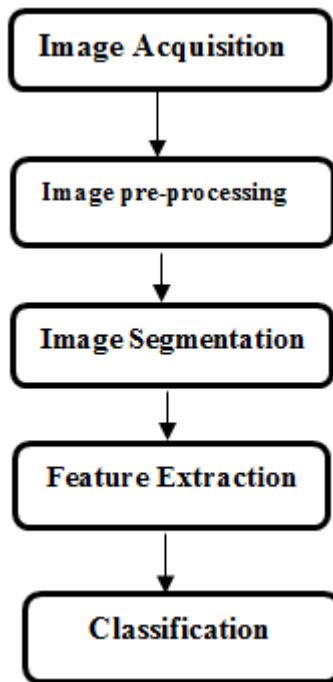 Image Acquisition
Image pre-processing
Image Segmentation
Feature Extraction
Classification